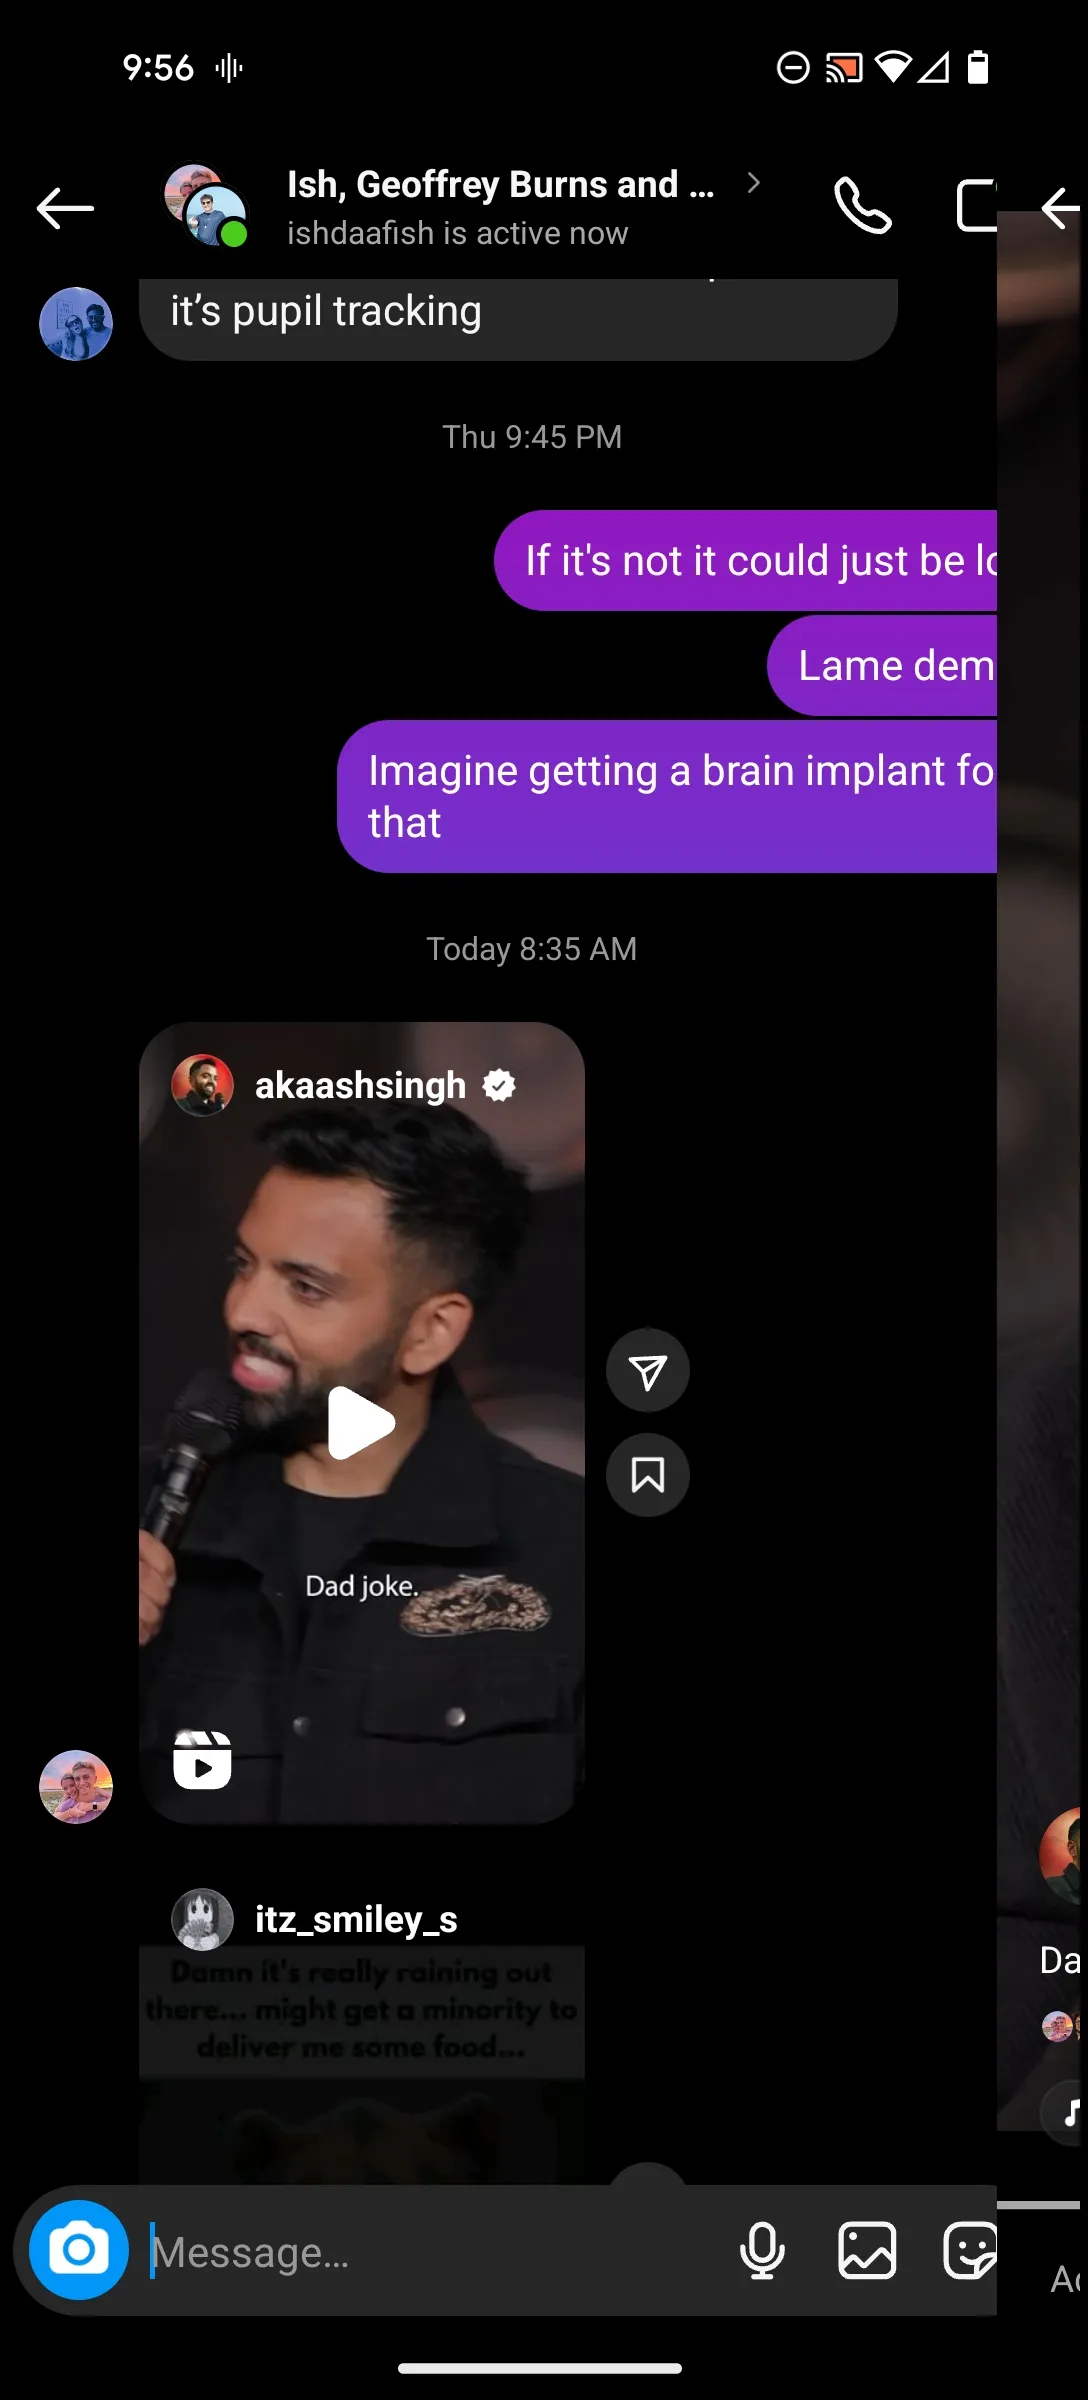 9:56
Ish, Geoffrey Burns and ...
ishdaafish is active now
it’s pupil tracking
Thu 9:45 PM
If it's not it could just be lo
Lame dem
Imagine getting a brain implant fo
that
Today 8:35 AM
akaashsingh
Dad joke.
itz_smiley_s
Damn it's really raining out
there... might get a minority to
deliver me some food...
Da
Message...